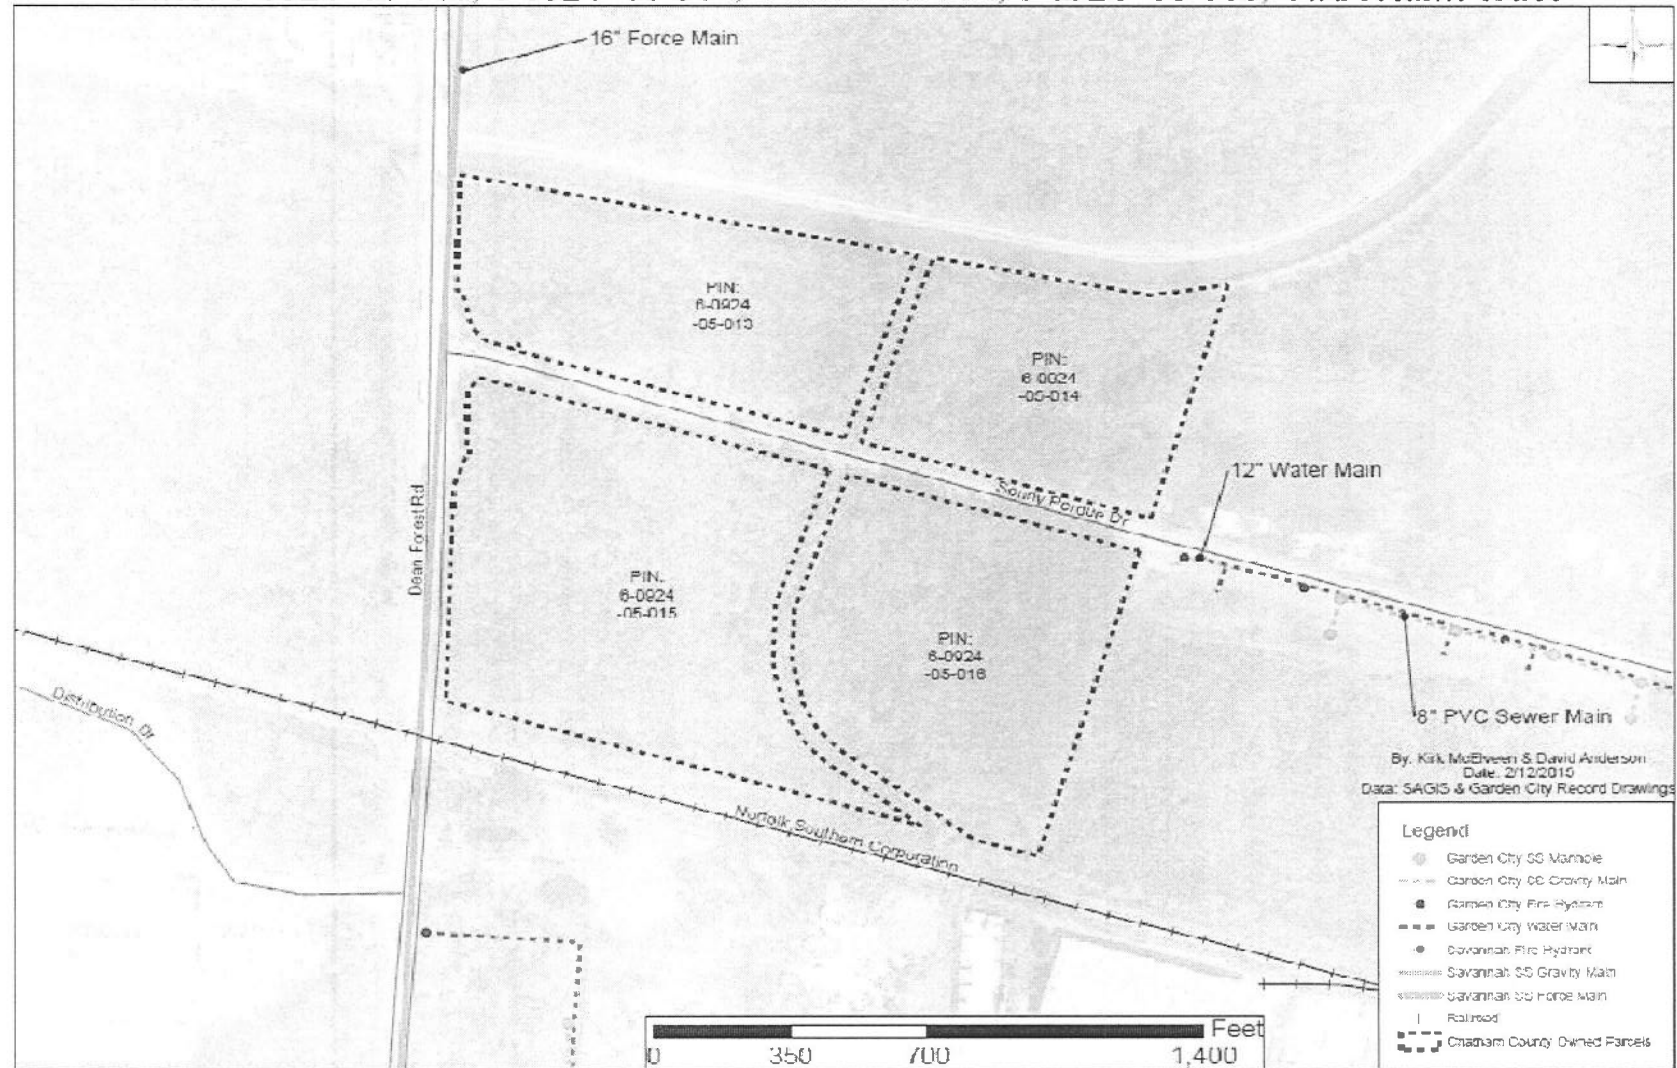 16" Force Main
PIN:
6-0924
-05-013
PIN:
6-0924
-05-014
12" Water Main
Sonny Perdue Dr
Dean Forest Rd
PIN:
6-0924
-05-015
PIN:
6-0924
-05-016
8" PVC Sewer Main
Distribution Dr
Norfolk Southern Corporation
By: Kirk McElveen & David Anderson
Date: 2/12/2015
Data: SAGIS & Garden City Record Drawings
Legend
Garden City SS Manhole
Garden City SS Gravity Main
Garden City Fire Hydrant
Garden City Water Main
Savannah Fire Hydrant
Savannah SS Gravity Main
Savannah SS Force Main
Railroad
Chatham County Owned Parcels
Feet
0 350 700 1,400